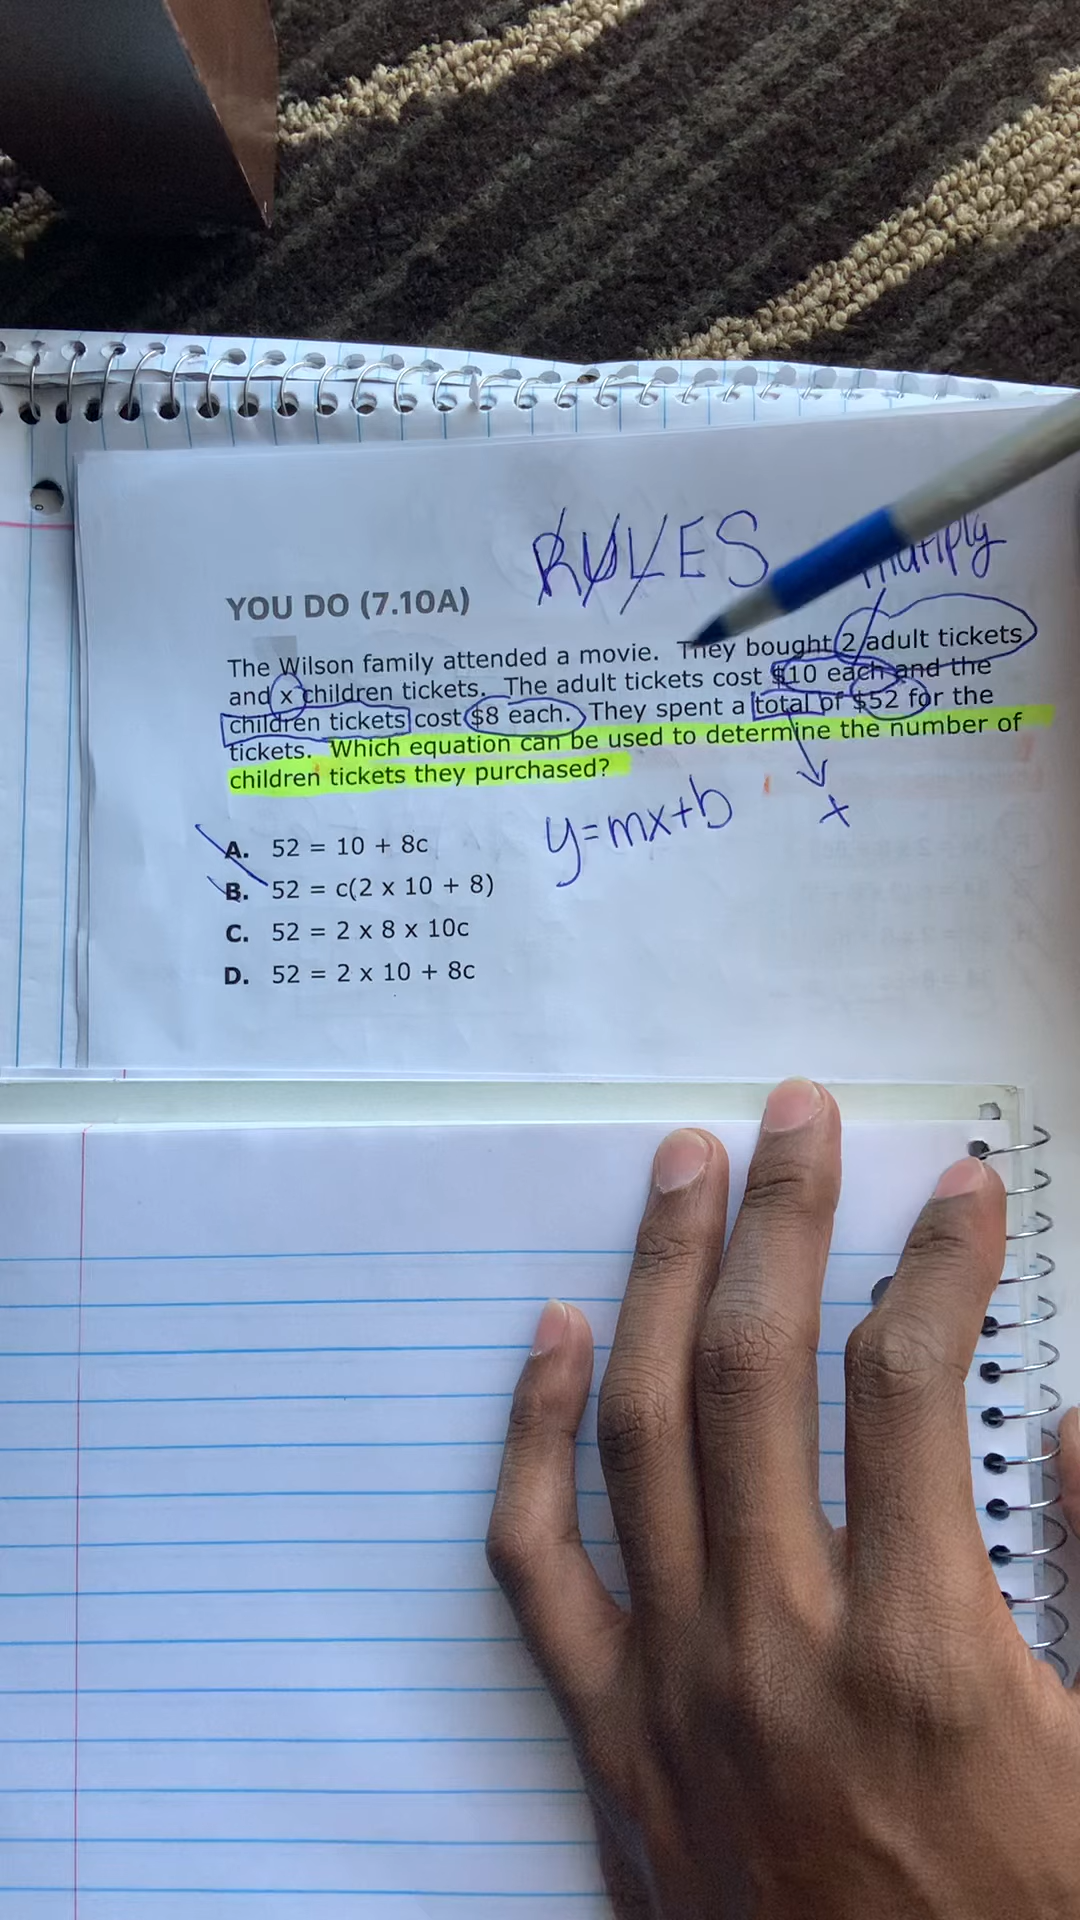 RULES
multiply
YOU DO (7.10A)
The Wilson family attended a movie. They bought 2 adult tickets
and x children tickets. The adult tickets cost $10 each and the
children tickets cost $8 each. They spent a total of $52 for the
tickets. Which equation can be used to determine the number of
children tickets they purchased?
y=mx+b
+
A. 52 = 10 + 8c
B. 52 = c(2 x 10 + 8)
C. 52 = 2 x 8 x 10c
D. 52 = 2 x 10 + 8c